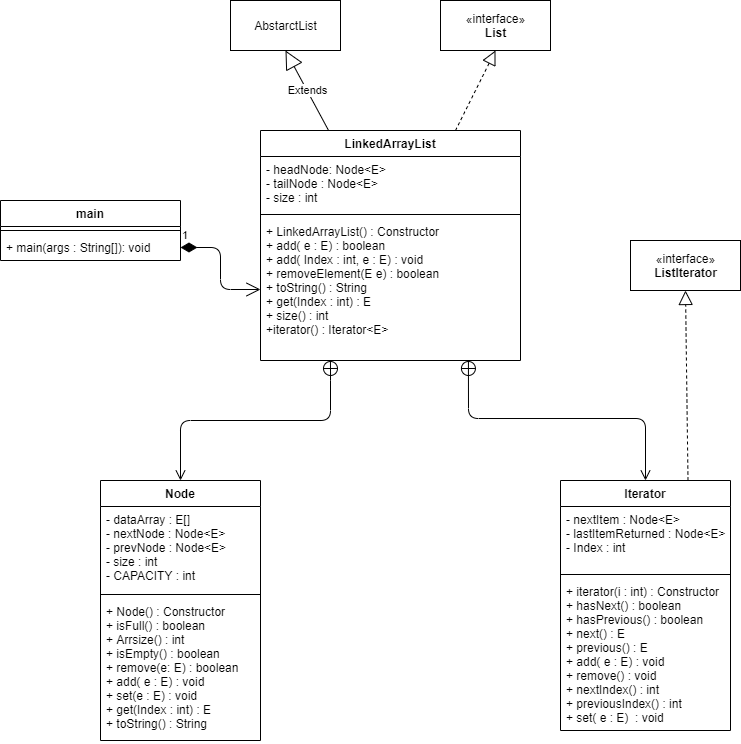 AbstarctList
«interface»
List
Extends
LinkedArrayList
- headNode: Node<E>
- tailNode : Node<E>
- size : int
+ LinkedArrayList() : Constructor
+ add( e : E) : boolean
+ add( Index : int, e : E) : void
+ removeElement(E e) : boolean
+ toString() : String
+ get(Index : int) : E
+ size() : int
+iterator() : Iterator<E>
main
+ main(args : String[]): void
1
«interface»
ListIterator
Node
- dataArray : E[]
- nextNode : Node<E>
- prevNode : Node<E>
- size : int
- CAPACITY : int
+ Node() : Constructor
+ isFull() : boolean
+ Arrsize() : int
+ isEmpty() : boolean
+ remove(e: E) : boolean
+ add( e : E) : void
+ set(e : E) : void
+ get(Index : int) : E
+ toString() : String
Iterator
- nextItem : Node<E>
- lastItemReturned : Node<E>
- Index : int
+ iterator(i : int) : Constructor
+ hasNext() : boolean
+ hasPrevious() : boolean
+ next() : E
+ previous() : E
+ add( e : E) : void
+ remove() : void
+ nextIndex() : int
+ previousIndex() : int
+ set( e : E) : void